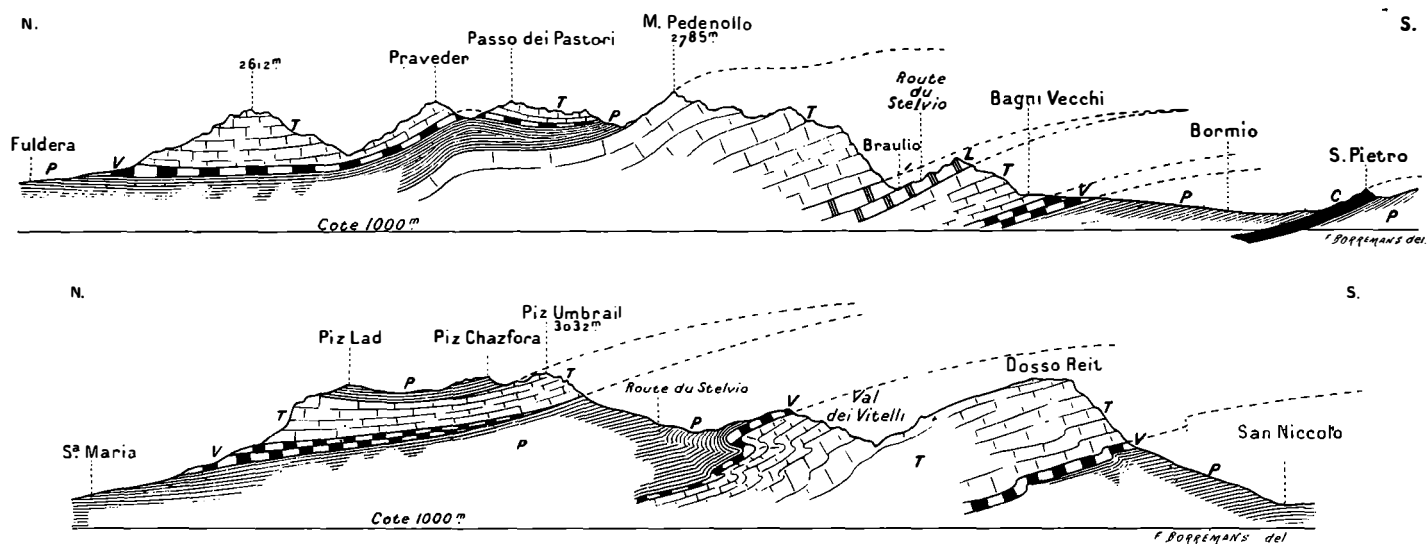 N.
S.
M. Pedenollo
2785m
Passo dei Pastori
Praveder
2612m
Route
du
Stelvio
Bagni Vecchi
Braulio
Bormio
S. Pietro
Fuldera
P
V
T
T
P
T
L
L
T
V
P
C
P
Cote 1000m
F BORREMANS del.
N.
S.
Piz Umbrail
3032m
Piz Lad
Piz Chazfora
Dosso Reit
Route du Stelvio
Val
dei Vitelli
San Niccolo
Sa Maria
P
T
T
V
P
P
V
T
T
V
P
Cote 1000m
F BORREMANS del